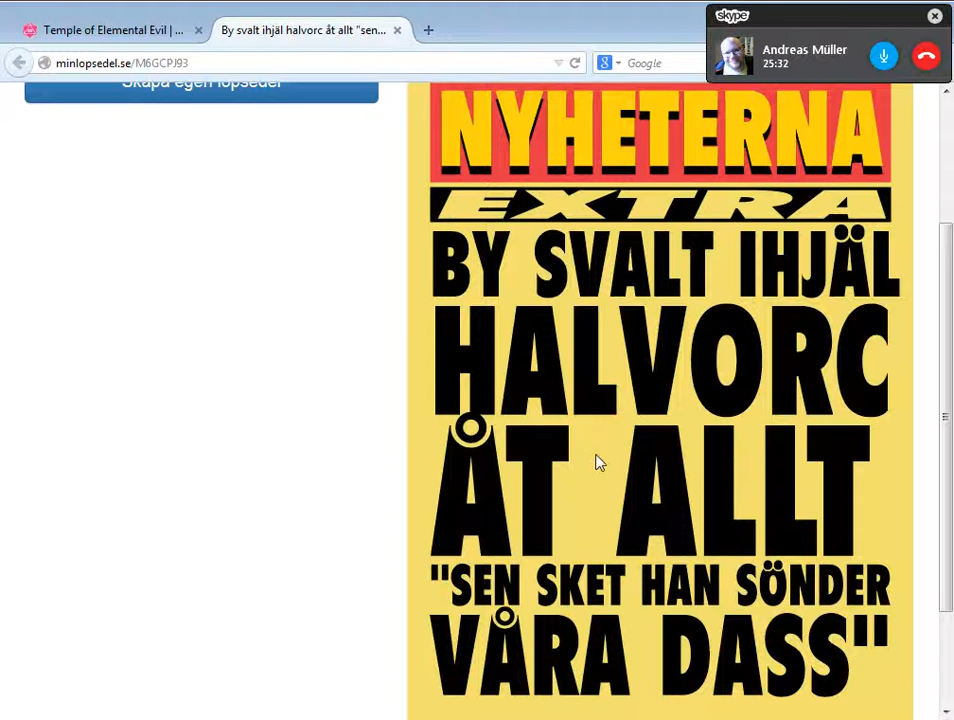 Temple of Elemental Evil | ...
By svalt ihjäl halvorc åt allt "sen...
skype
Andreas Müller
25:32
minlopsedel.se/M6GCPJ93
Google
Skapa egen löpsedel
NYHETERNA
EXTRA
BY SVALT IHJÄL
HALVORC
ÅT ALLT
"SEN SKET HAN SÖNDER
VÅRA DASS"